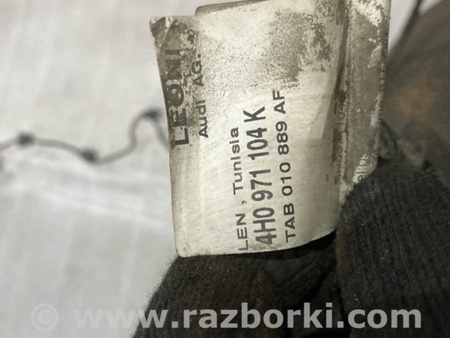 LEONI
Audi AG
LEN , Tunisia
4H0 971 104 K
TAB 010 889 AF
© www.razborki.com